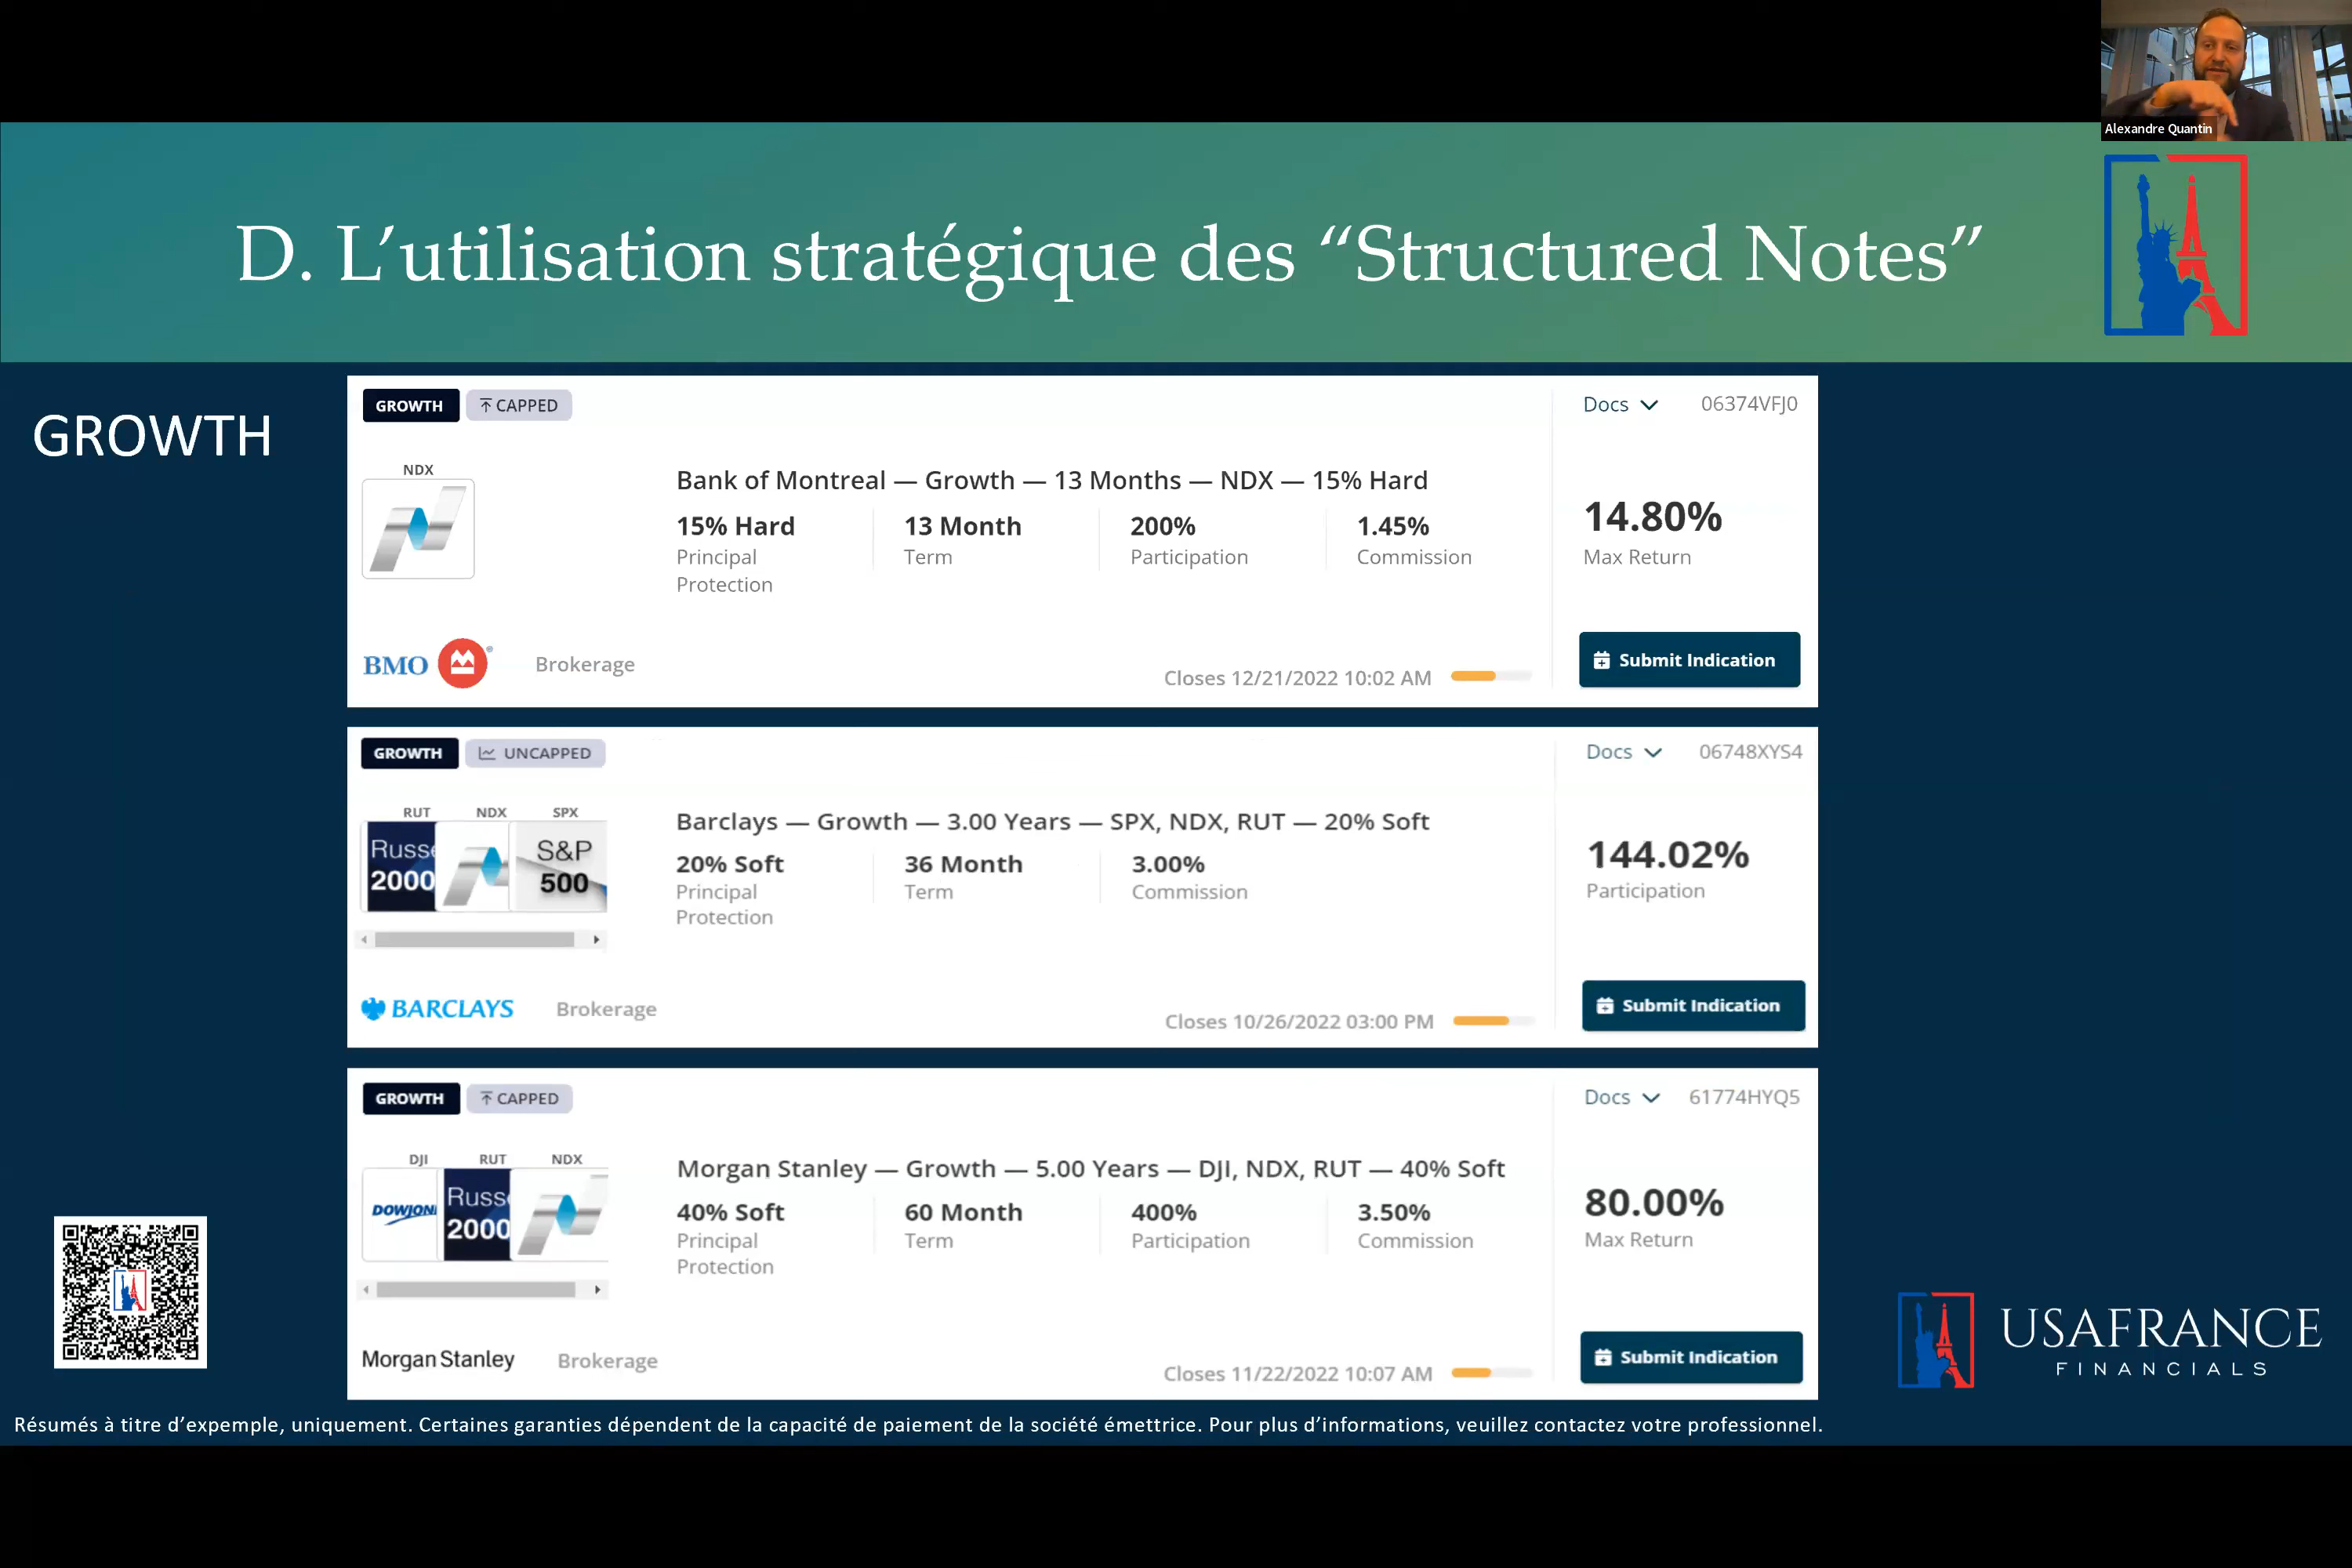 Alexandre Quantin
D. L’utilisation stratégique des “Structured Notes”
GROWTH
GROWTH CAPPED
Docs 06374VFJ0
NDX
Bank of Montreal — Growth — 13 Months — NDX — 15% Hard
15% Hard 13 Month 200% 1.45%
Principal Protection Term Participation Commission
14.80%
Max Return
BMO Brokerage
Closes 12/21/2022 10:02 AM
Submit Indication
GROWTH UNCAPPED
Docs 06748XYS4
RUT NDX SPX
Russe 2000
S&P 500
Barclays — Growth — 3.00 Years — SPX, NDX, RUT — 20% Soft
20% Soft 36 Month 3.00%
Principal Protection Term Commission
144.02%
Participation
BARCLAYS Brokerage
Closes 10/26/2022 03:00 PM
Submit Indication
GROWTH CAPPED
Docs 61774HYQ5
DJI RUT NDX
DOWJON
Russ 2000
Morgan Stanley — Growth — 5.00 Years — DJI, NDX, RUT — 40% Soft
40% Soft 60 Month 400% 3.50%
Principal Protection Term Participation Commission
80.00%
Max Return
Morgan Stanley Brokerage
Closes 11/22/2022 10:07 AM
Submit Indication
USAFRANCE
FINANCIALS
Résumés à titre d’expemple, uniquement. Certaines garanties dépendent de la capacité de paiement de la société émettrice. Pour plus d’informations, veuillez contactez votre professionnel.